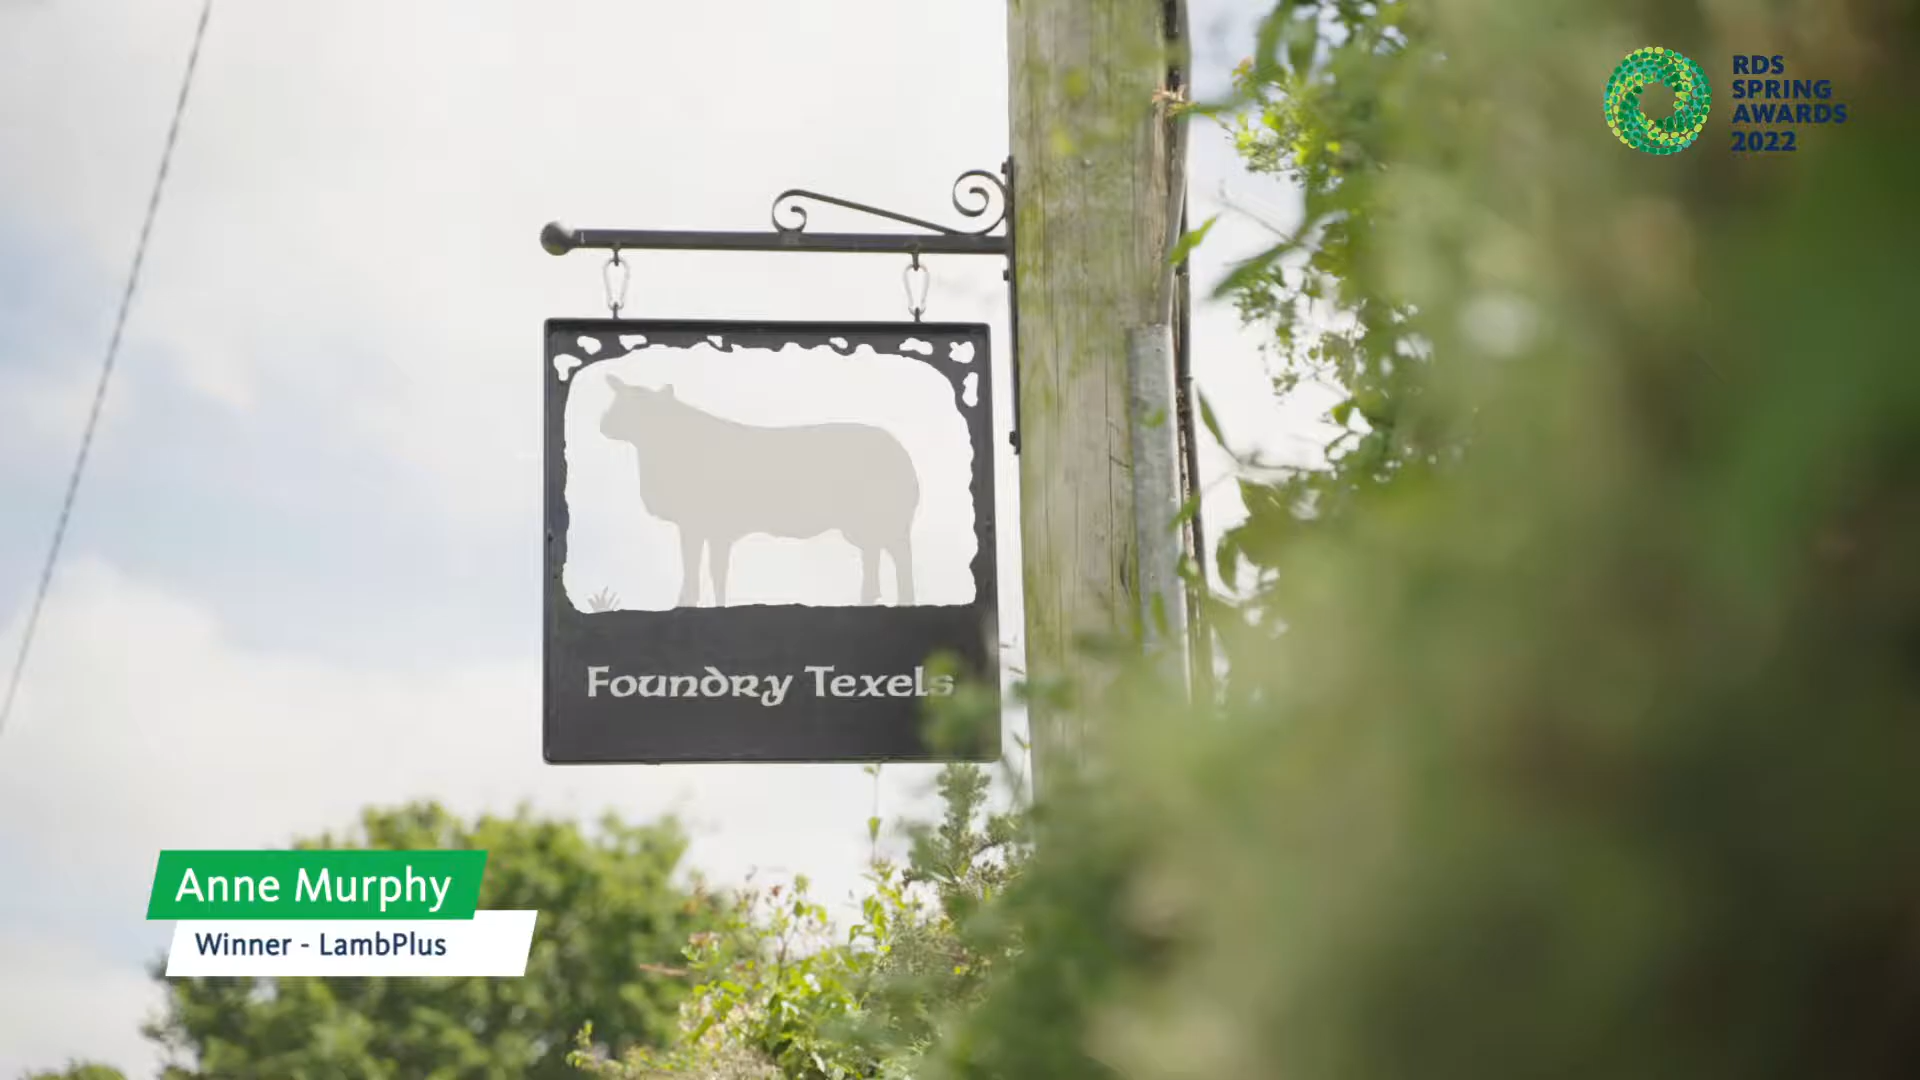 RDS
SPRING
AWARDS
2022
Foundry Texels
Anne Murphy
Winner - LambPlus